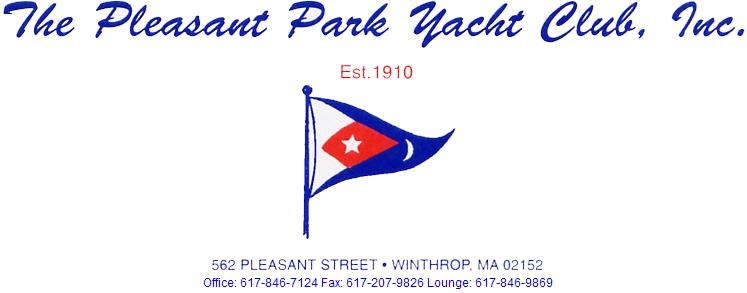 The Pleasant Park Yacht Club, Inc.
Est.1910
562 PLEASANT STREET • WINTHROP, MA 02152
Office: 617-846-7124 Fax: 617-207-9826 Lounge: 617-846-9869